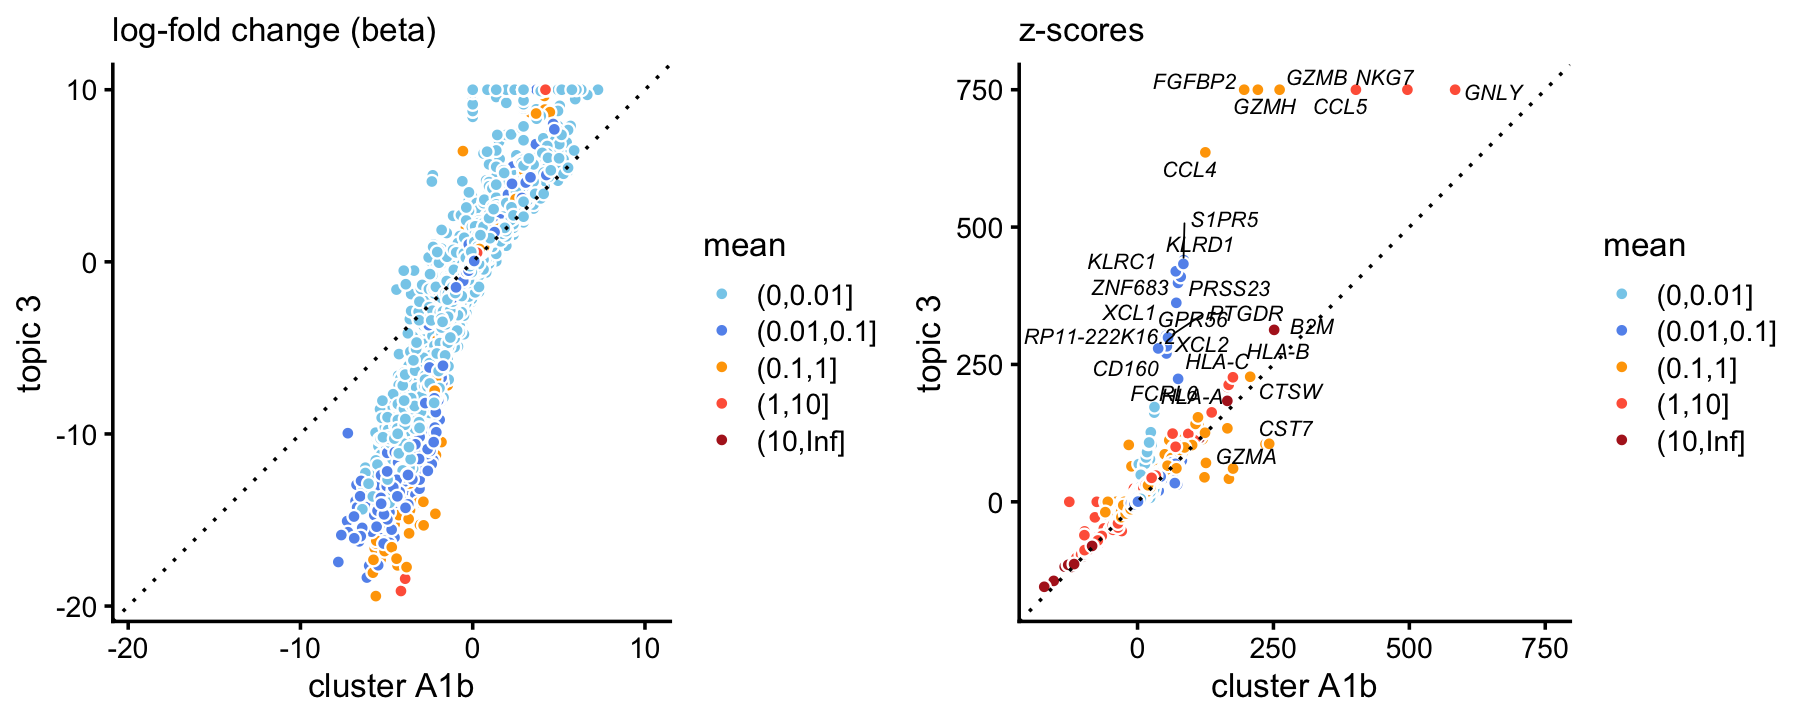 log-fold change (beta)
10
0
-10
-20
topic 3
-20
-10
0
10
cluster A1b
mean
(0,0.01]
(0.01,0.1]
(0.1,1]
(1,10]
(10,Inf]
z-scores
750
500
250
0
topic 3
0
250
500
750
cluster A1b
FGFBP2
GZMB
NKG7
GNLY
GZMH
CCL5
CCL4
S1PR5
KLRD1
KLRC1
ZNF683
PRSS23
XCL1
GPR56
PTGDR
B2M
RP11-222K16.2
XCL2
HLA-B
CD160
HLA-C
FCRL6
HLA-A
CTSW
CST7
GZMA
mean
(0,0.01]
(0.01,0.1]
(0.1,1]
(1,10]
(10,Inf]